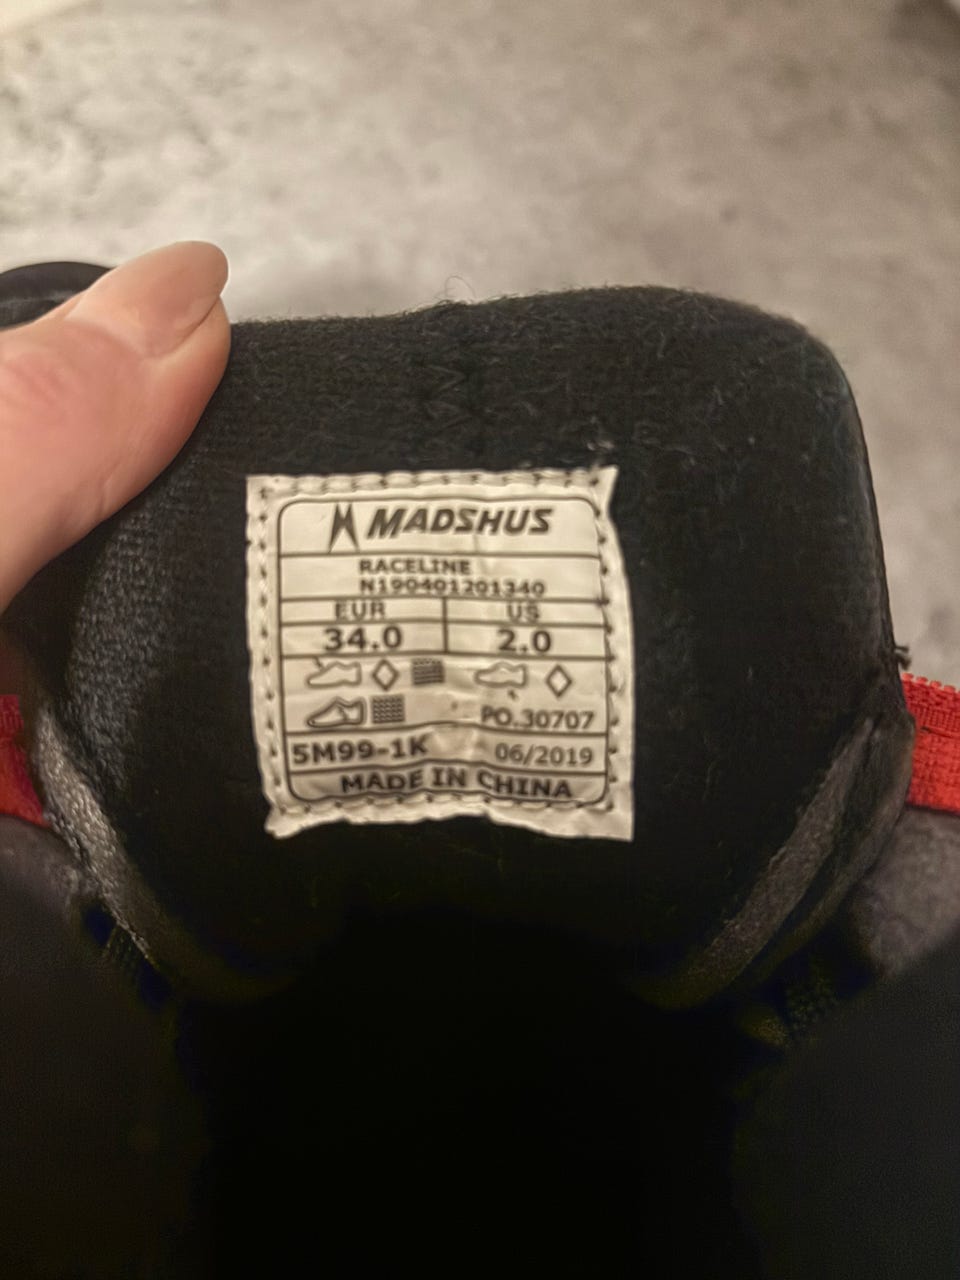 MADSHUS
RACELINE
N190401201340
EUR US
34.0 2.0
PO.30707
5M99-1K 06/2019
MADE IN CHINA